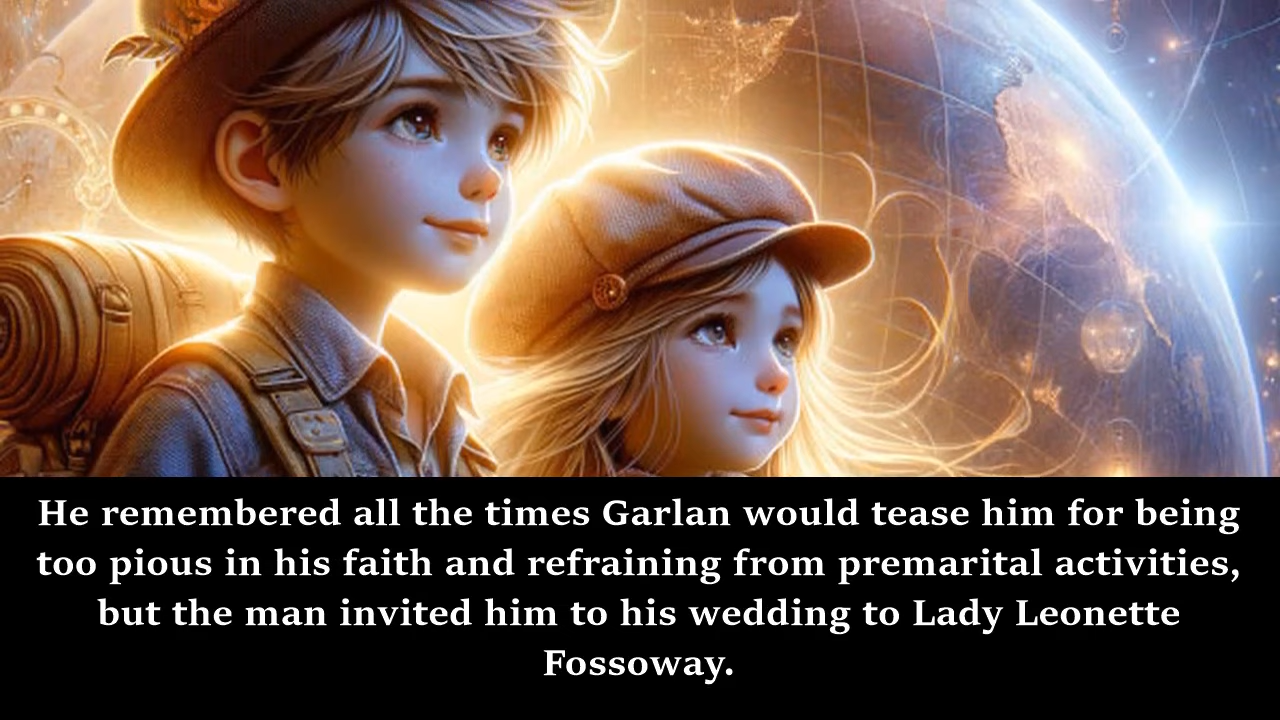 He remembered all the times Garlan would tease him for being
too pious in his faith and refraining from premarital activities,
but the man invited him to his wedding to Lady Leonette
Fossoway.